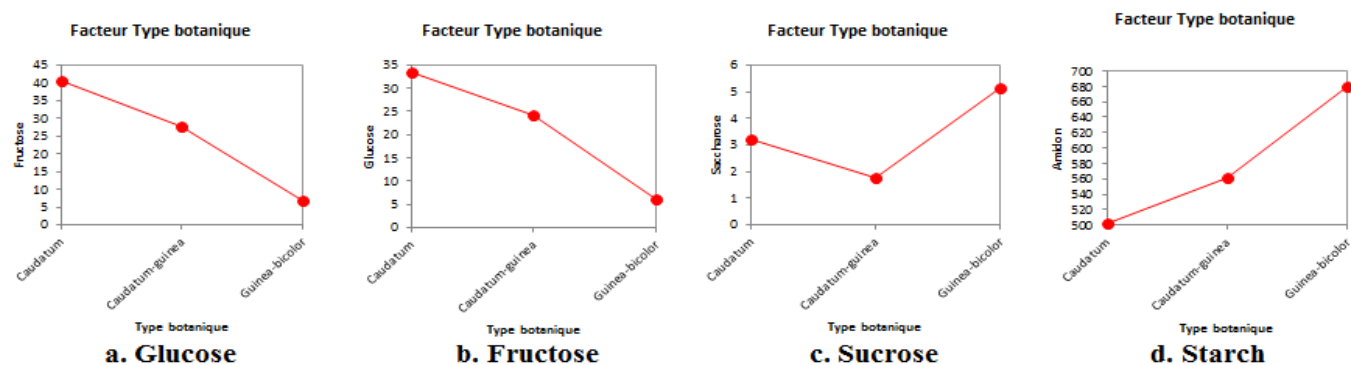 Facteur Type botanique
Fructose
45
40
35
30
25
20
15
10
5
0
Caudatum
Caudatum-guinea
Guinea-bicolor
Type botanique
a. Glucose
Facteur Type botanique
Glucose
35
30
25
20
15
10
5
0
Caudatum
Caudatum-guinea
Guinea-bicolor
Type botanique
b. Fructose
Facteur Type botanique
Saccharose
6
5
4
3
2
1
0
Caudatum
Caudatum-guinea
Guinea-bicolor
Type botanique
c. Sucrose
Facteur Type botanique
Amidon
700
680
660
640
620
600
580
560
540
520
500
Caudatum
Caudatum-guinea
Guinea-bicolor
Type botanique
d. Starch